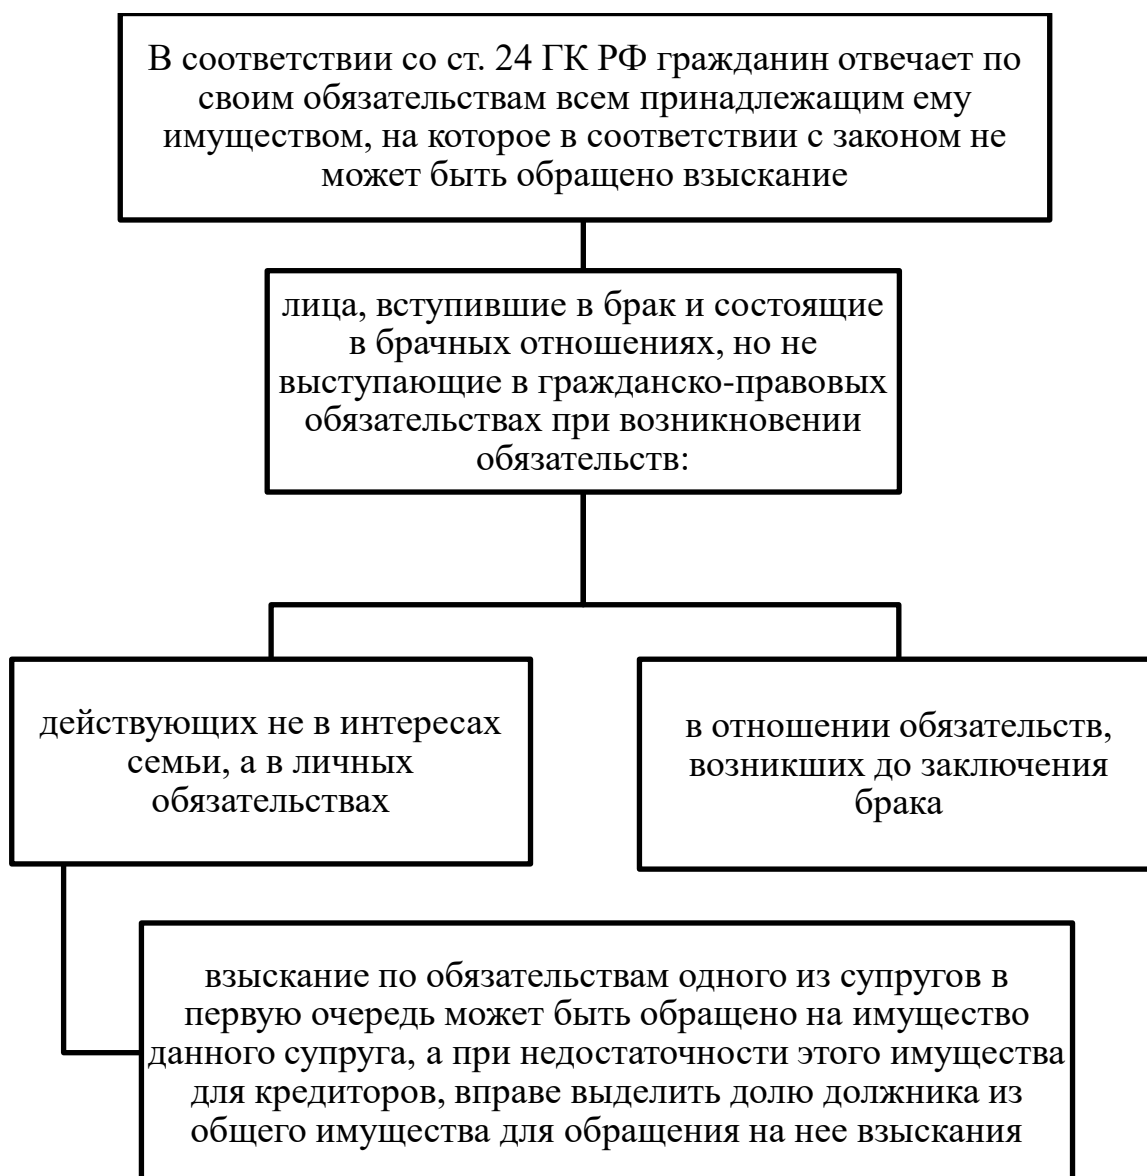 В соответствии со ст. 24 ГК РФ гражданин отвечает по
своим обязательствам всем принадлежащим ему
имуществом, на которое в соответствии с законом не
может быть обращено взыскание
лица, вступившие в брак и состоящие
в брачных отношениях, но не
выступающие в гражданско-правовых
обязательствах при возникновении
обязательств:
действующих не в интересах
семьи, а в личных
обязательствах
в отношении обязательств,
возникших до заключения
брака
взыскание по обязательствам одного из супругов в
первую очередь может быть обращено на имущество
данного супруга, а при недостаточности этого имущества
для кредиторов, вправе выделить долю должника из
общего имущества для обращения на нее взыскания